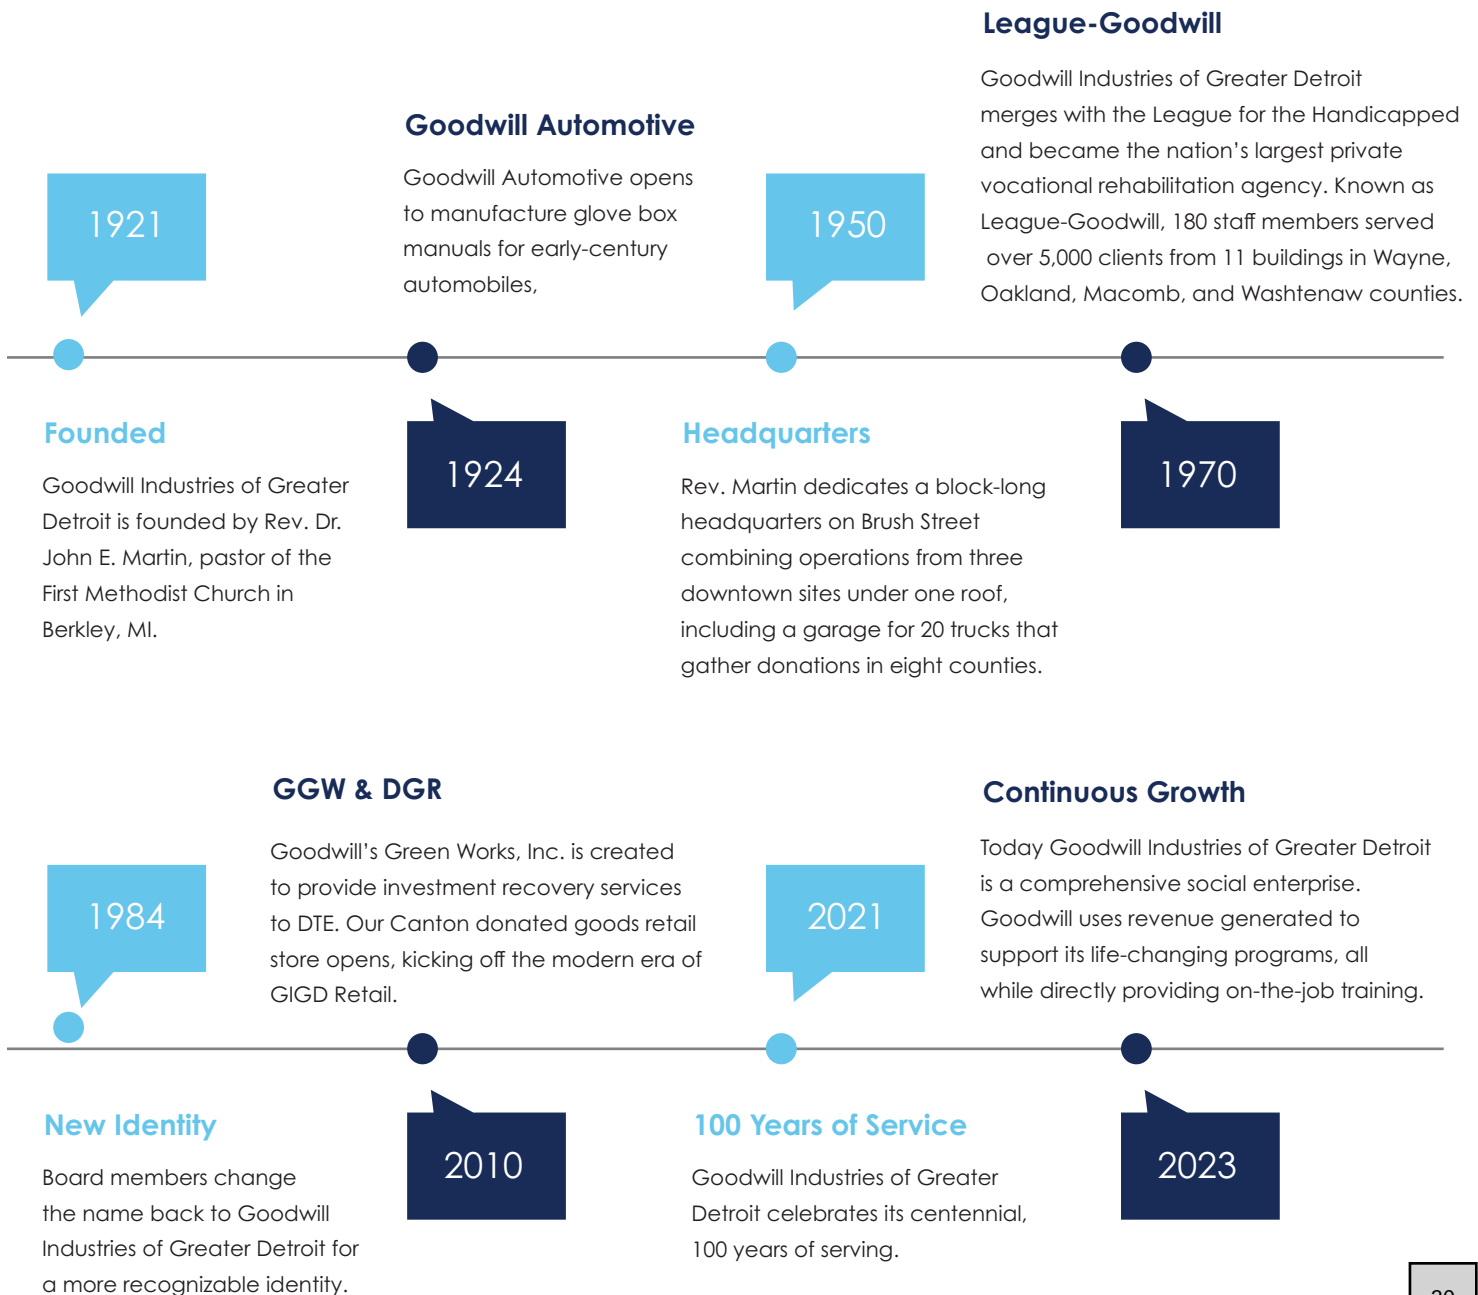 1921
Founded
Goodwill Industries of Greater
Detroit is founded by Rev. Dr.
John E. Martin, pastor of the
First Methodist Church in
Berkley, MI.
Goodwill Automotive
Goodwill Automotive opens
to manufacture glove box
manuals for early-century
automobiles,
1924
1950
Headquarters
Rev. Martin dedicates a block-long
headquarters on Brush Street
combining operations from three
downtown sites under one roof,
including a garage for 20 trucks that
gather donations in eight counties.
League-Goodwill
Goodwill Industries of Greater Detroit
merges with the League for the Handicapped
and became the nation’s largest private
vocational rehabilitation agency. Known as
League-Goodwill, 180 staff members served
over 5,000 clients from 11 buildings in Wayne,
Oakland, Macomb, and Washtenaw counties.
1970
1984
New Identity
Board members change
the name back to Goodwill
Industries of Greater Detroit for
a more recognizable identity.
GGW & DGR
Goodwill’s Green Works, Inc. is created
to provide investment recovery services
to DTE. Our Canton donated goods retail
store opens, kicking off the modern era of
GIGD Retail.
2010
2021
100 Years of Service
Goodwill Industries of Greater
Detroit celebrates its centennial,
100 years of serving.
Continuous Growth
Today Goodwill Industries of Greater Detroit
is a comprehensive social enterprise.
Goodwill uses revenue generated to
support its life-changing programs, all
while directly providing on-the-job training.
2023